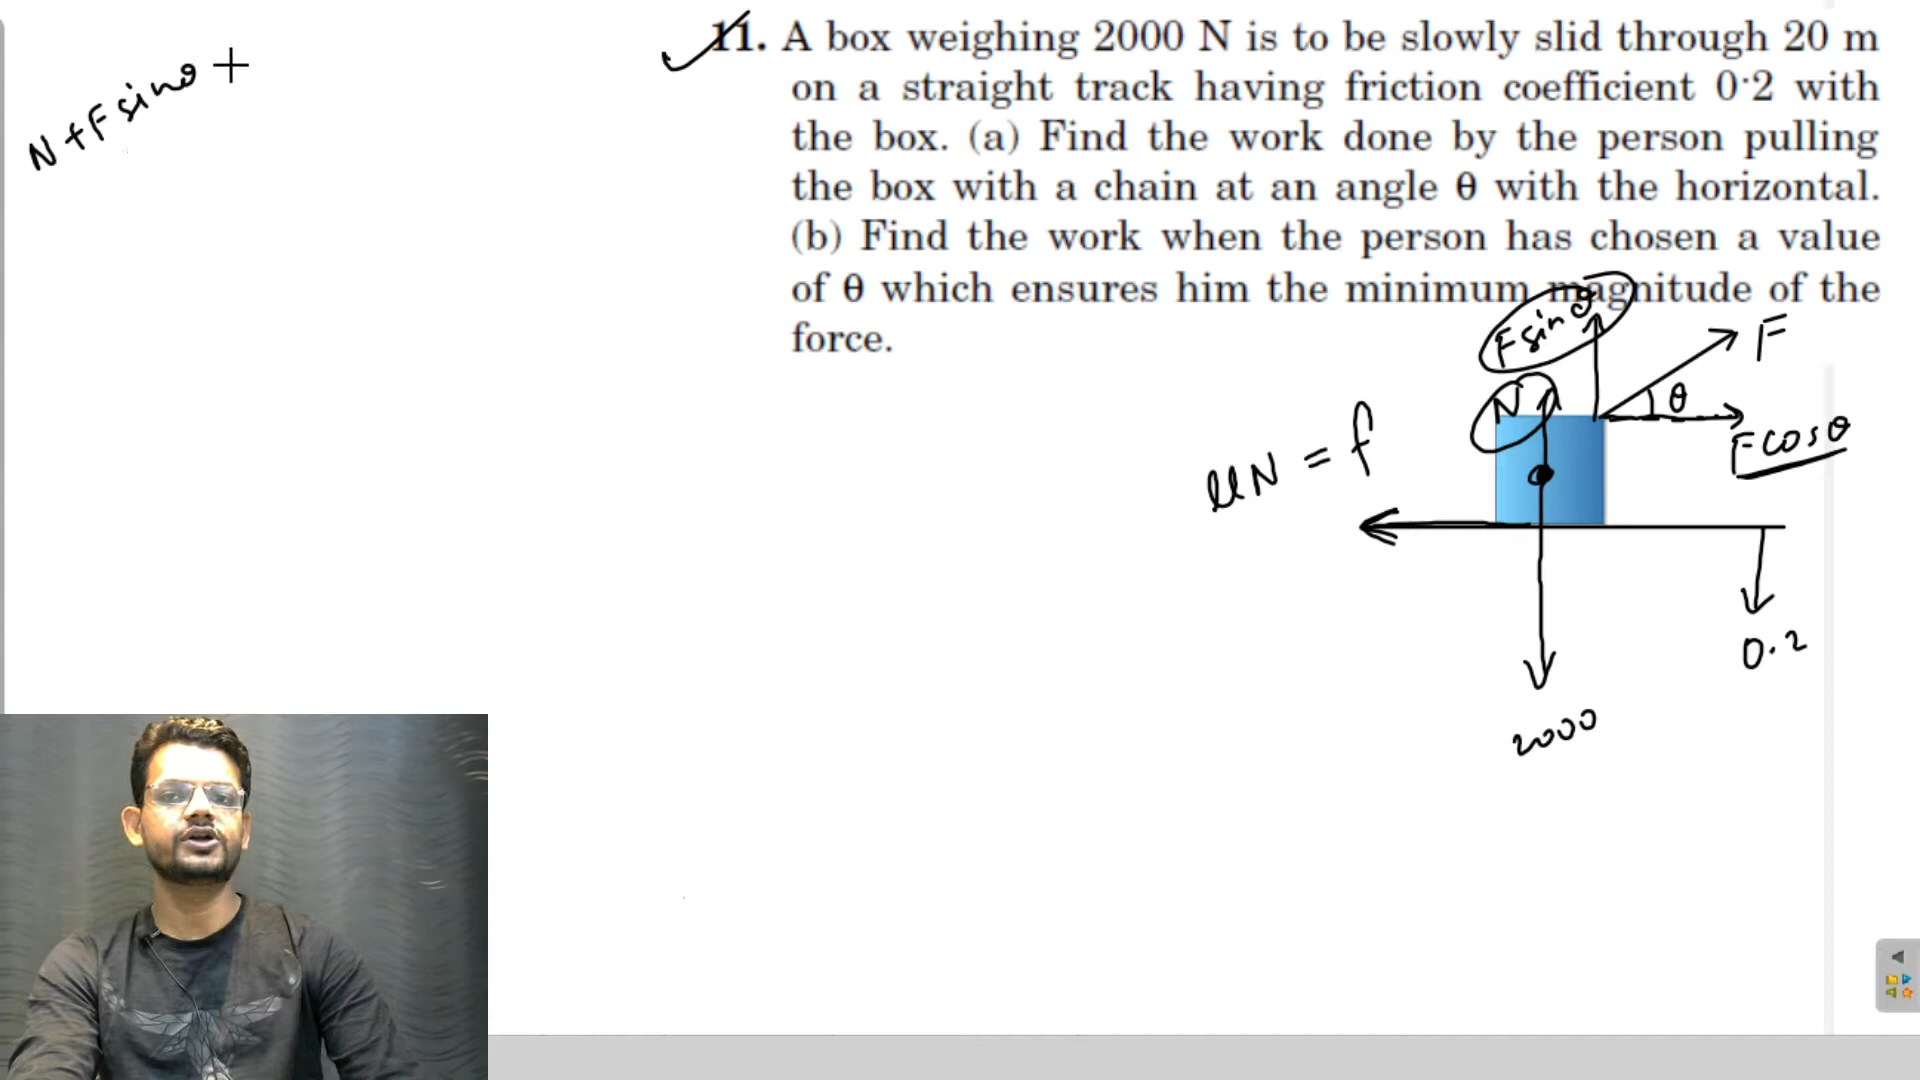 N + F sinθ +
11. A box weighing 2000 N is to be slowly slid through 20 m
on a straight track having friction coefficient 0·2 with
the box. (a) Find the work done by the person pulling
the box with a chain at an angle θ with the horizontal.
(b) Find the work when the person has chosen a value
of θ which ensures him the minimum magnitude of the
force.
F sinθ
F
N
θ
F cosθ
μN = f
0.2
2000